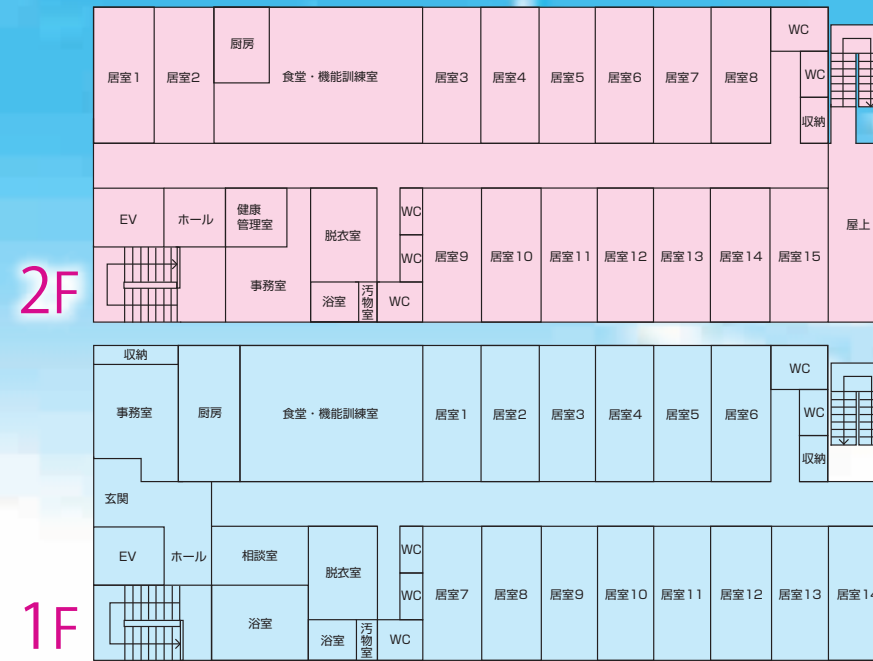 2F
居室1
居室2
厨房
食堂・機能訓練室
居室3
居室4
居室5
居室6
居室7
居室8
WC
WC
収納
EV
ホール
健康
管理室
事務室
脱衣室
浴室
汚物室
WC
WC
WC
居室9
居室10
居室11
居室12
居室13
居室14
居室15
屋上
1F
収納
事務室
厨房
食堂・機能訓練室
居室1
居室2
居室3
居室4
居室5
居室6
WC
WC
収納
玄関
EV
ホール
相談室
浴室
脱衣室
浴室
汚物室
WC
WC
WC
居室7
居室8
居室9
居室10
居室11
居室12
居室13
居室14